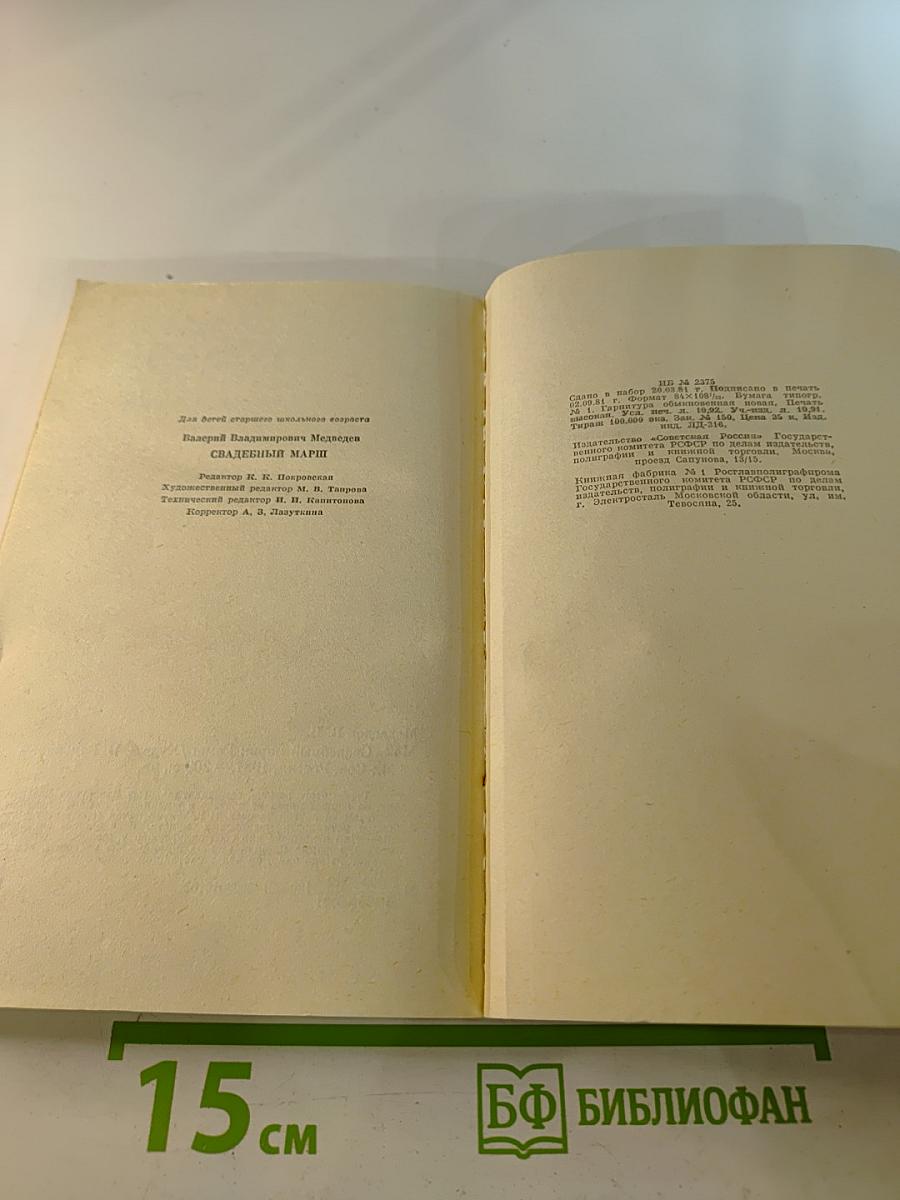 Для детей старшего школьного возраста
Валерий Владимирович Медведев
СВАДЕБНЫЙ МАРШ
Редактор К. К. Покровская
Художественный редактор М. В. Таирова
Технический редактор И. И. Капитонова
Корректор А. З. Лазуткина
ИБ № 2375
Сдано в набор 20.03.81 г. Подписано в печать
02.09.81 г. Формат 84×108¹/₃₂. Бумага типогр.
№ 1. Гарнитура обыкновенная новая. Печать
высокая. Усл. печ. л. 10,92. Уч.-изд. л. 10,91.
Тираж 100.000 экз. Зак. № 150. Цена 35 к. Изд.
инд. ЛД-316.
Издательство «Советская Россия» Государст-
венного комитета РСФСР по делам издательств,
полиграфии и книжной торговли. Москва,
проезд Сапунова, 13/15.
Книжная фабрика № 1 Росглавполиграфпрома
Государственного комитета РСФСР по делам
издательств, полиграфии и книжной торговли,
г. Электросталь Московской области, ул. им.
Тевосяна, 25.
15 см
БФ БИБЛИОФАН